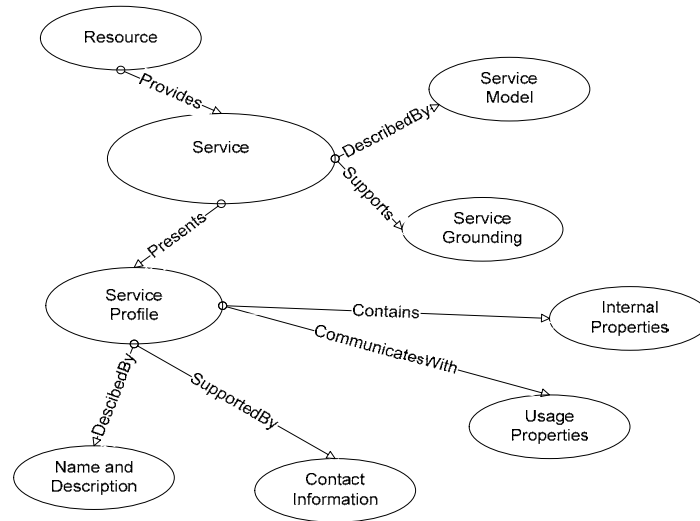 Resource
Provides
Service
Model
DescribedBy
Service
Supports
Service
Grounding
Presents
Service
Profile
Contains
Internal
Properties
CommunicatesWith
DescibedBy
SupportedBy
Usage
Properties
Name and
Description
Contact
Information